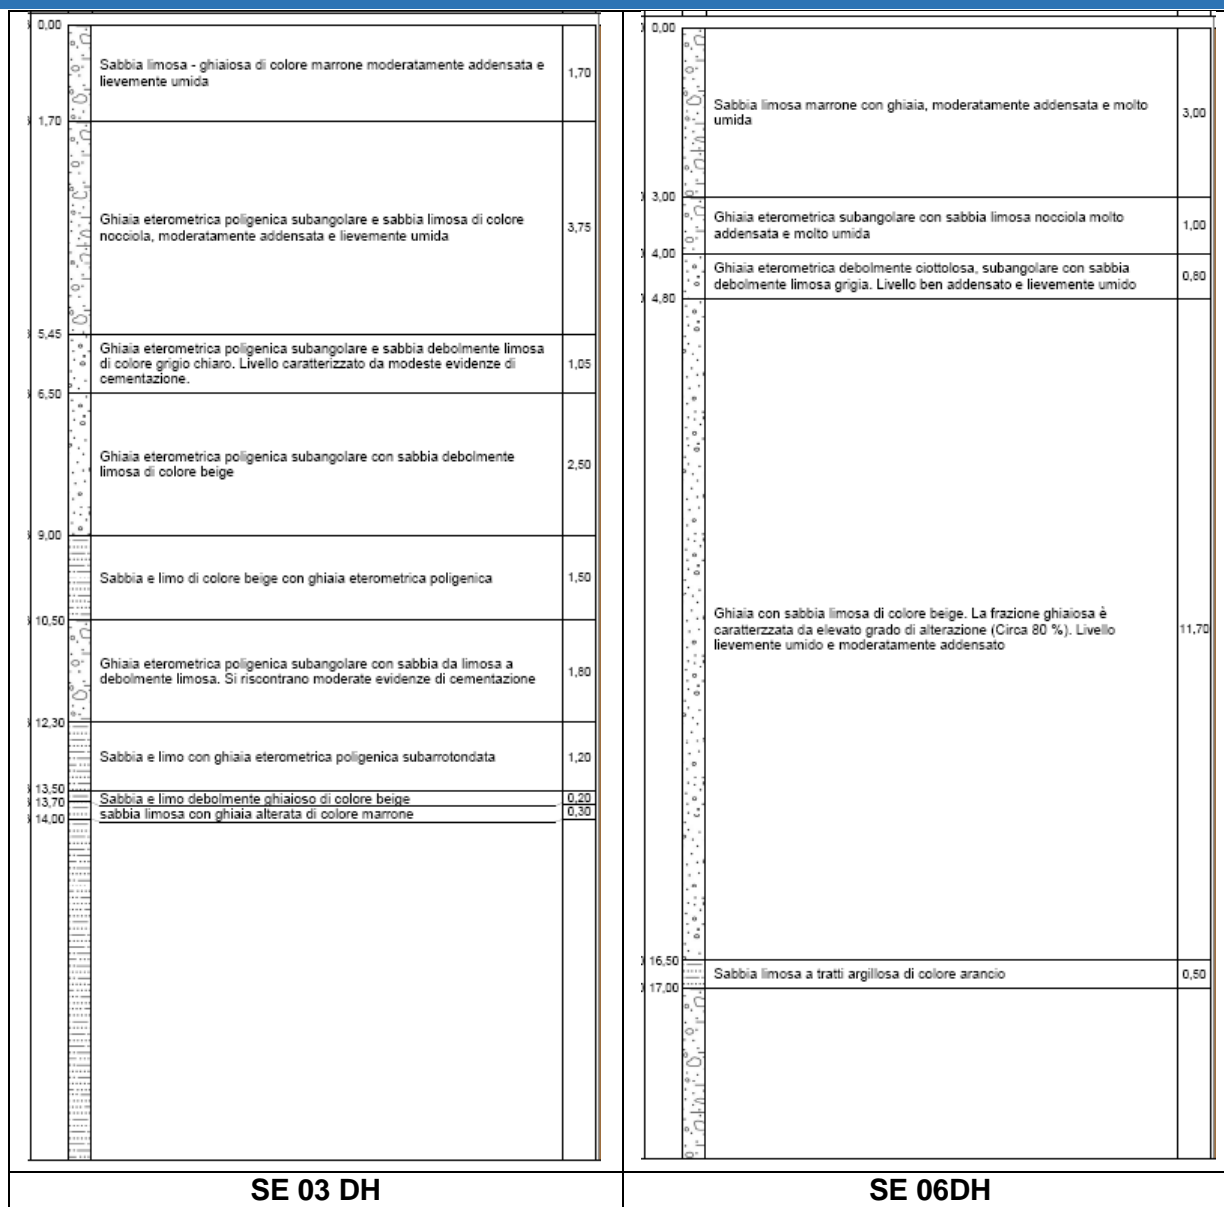 0,00
Sabbia limosa - ghiaiosa di colore marrone moderatamente addensata e
lievemente umida
1,70
1,70
Ghiaia eterometrica poligenica subangolare e sabbia limosa di colore
nocciola, moderatamente addensata e lievemente umida
3,75
5,45
Ghiaia eterometrica poligenica subangolare e sabbia debolmente limosa
di colore grigio chiaro. Livello caratterizzato da modeste evidenze di
cementazione.
1,05
6,50
Ghiaia eterometrica poligenica subangolare con sabbia debolmente
limosa di colore beige
2,50
9,00
Sabbia e limo di colore beige con ghiaia eterometrica poligenica
1,50
10,50
Ghiaia eterometrica poligenica subangolare con sabbia da limosa a
debolmente limosa. Si riscontrano moderate evidenze di cementazione
1,80
12,30
Sabbia e limo con ghiaia eterometrica poligenica subarrotondata
1,20
13,50
Sabbia e limo debolmente ghiaioso di colore beige
0,20
13,70
sabbia limosa con ghiaia alterata di colore marrone
0,30
14,00
SE 03 DH
0,00
Sabbia limosa marrone con ghiaia, moderatamente addensata e molto
umida
3,00
3,00
Ghiaia eterometrica subangolare con sabbia limosa nocciola molto
addensata e molto umida
1,00
4,00
Ghiaia eterometrica debolmente ciottolosa, subangolare con sabbia
debolmente limosa grigia. Livello ben addensato e lievemente umido
0,80
4,80
Ghiaia con sabbia limosa di colore beige. La frazione ghiaiosa è
caratterzzata da elevato grado di alterazione (Circa 80 %). Livello
lievemente umido e moderatamente addensato
11,70
16,50
Sabbia limosa a tratti argillosa di colore arancio
0,50
17,00
SE 06DH